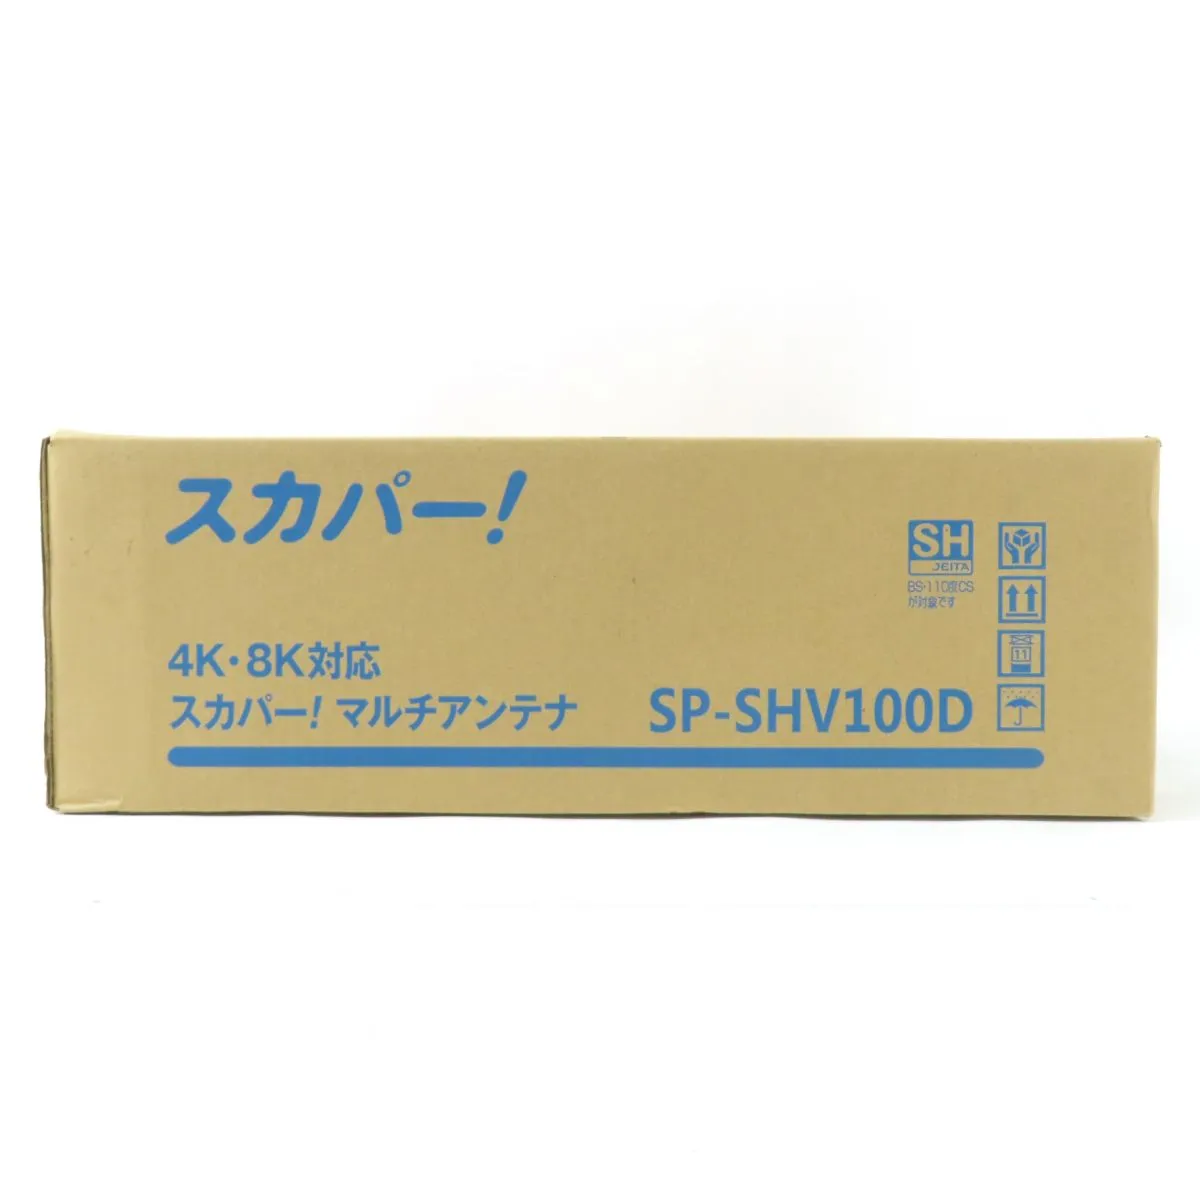 スカパー!
SH
JEITA
BS・110度CS
が対象です
4K・8K対応
スカパー! マルチアンテナ
SP-SHV100D
11